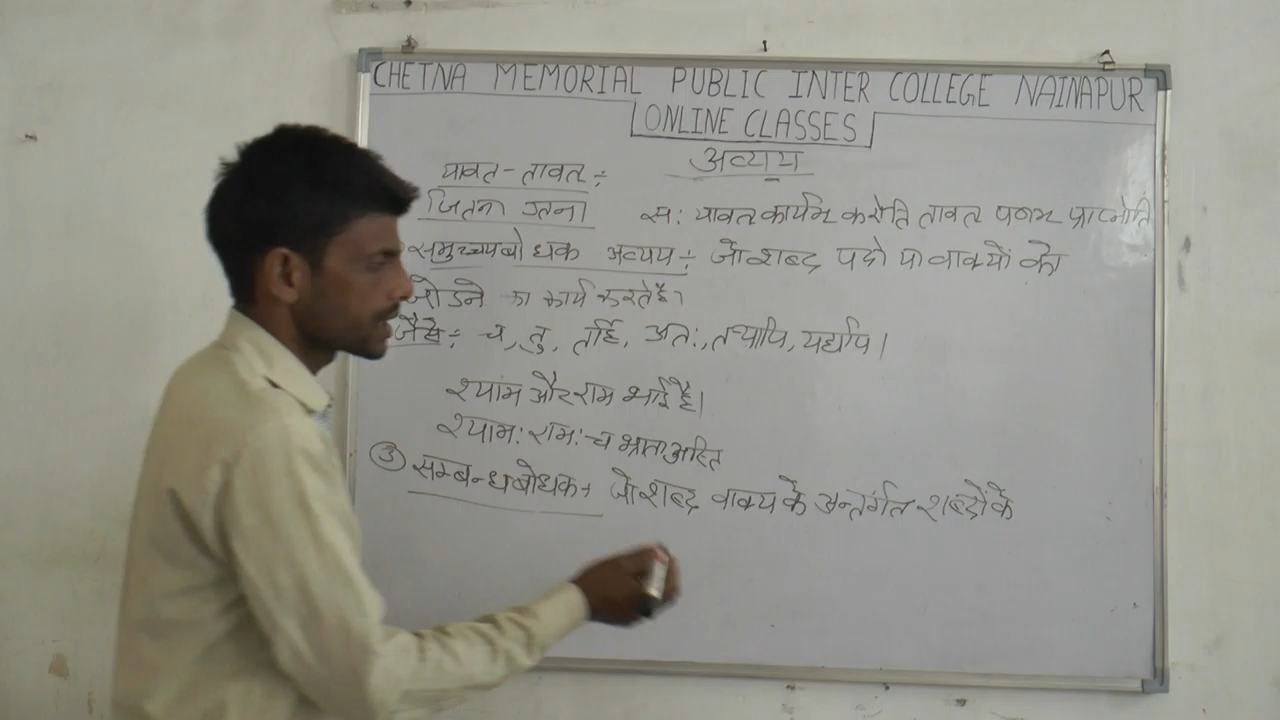 CHETNA MEMORIAL PUBLIC INTER COLLEGE NAINAPUR
ONLINE CLASSES
अव्यय
यावत - तावत :
जितना उतना स: यावत कार्यम करोति तावत फलम प्राप्नोति
समुच्चयबोधक अव्यय : जो शब्द पदो या वाक्यों को
जोडने का कार्य करते है।
जैसे : च, तु, तर्हि, अत:, तथापि, यद्यपि।
श्याम और राम भाई है।
श्याम: राम: च भ्राता अस्ति
③ सम्बन्धबोधक : जो शब्द वाक्य के अन्तर्गत शब्दो के